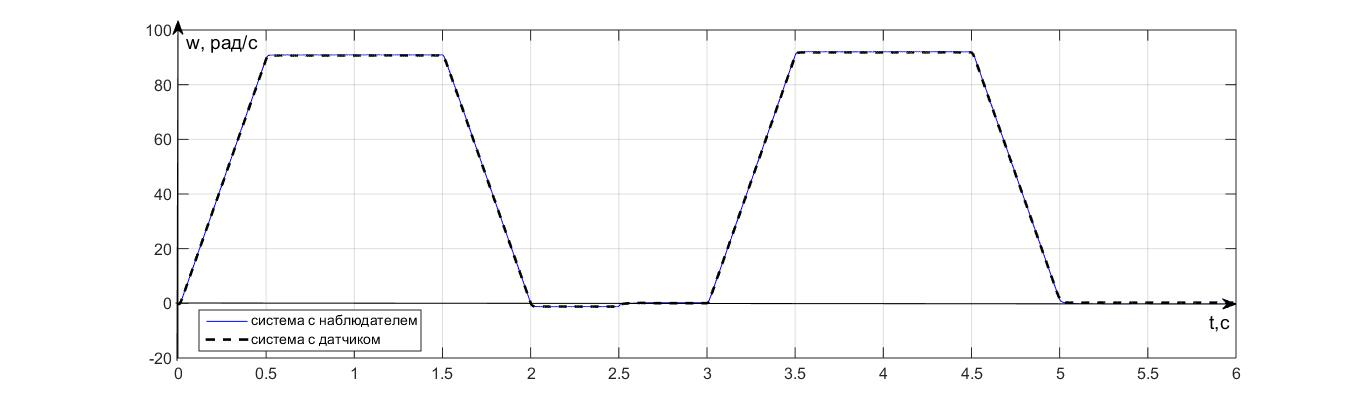 100
w, рад/с
80
60
40
20
0
-20
система с наблюдателем
система с датчиком
t,c
0 0.5 1 1.5 2 2.5 3 3.5 4 4.5 5 5.5 6